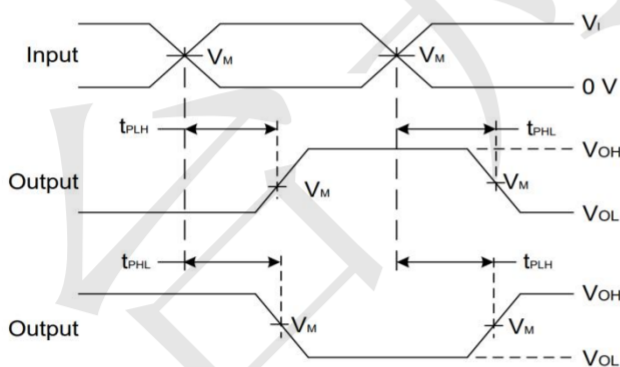 Input VM VM VI
0 V
tPLH tPHL
Output VM VM VOH
VOL
tPHL tPLH
Output VM VM VOH
VOL